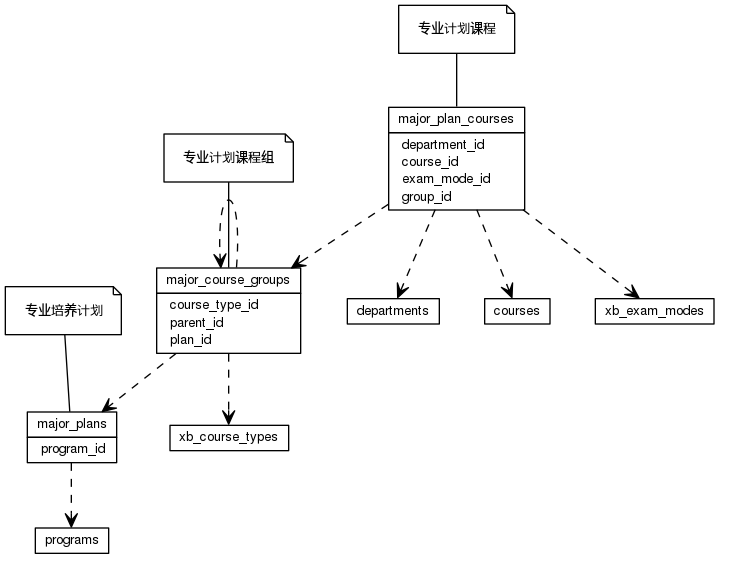 专业计划课程
major_plan_courses
department_id
course_id
exam_mode_id
group_id
专业计划课程组
major_course_groups
course_type_id
parent_id
plan_id
departments
courses
xb_exam_modes
专业培养计划
major_plans
program_id
xb_course_types
programs